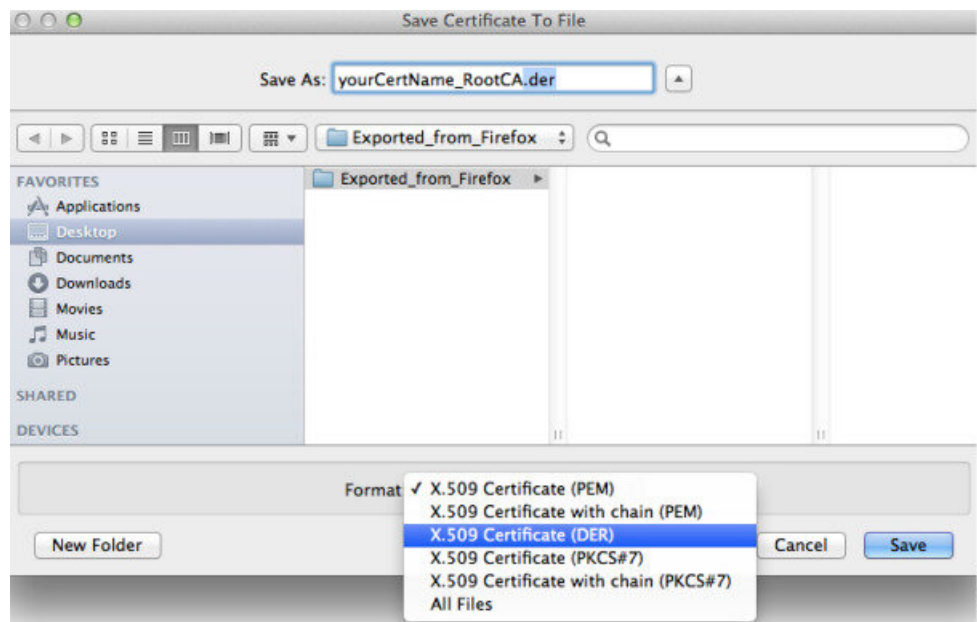 Save Certificate To File
Save As: yourCertName_RootCA.der
Exported_from_Firefox
FAVORITES
Exported_from_Firefox
Applications
Desktop
Documents
Downloads
Movies
Music
Pictures
SHARED
DEVICES
Format: ✓ X.509 Certificate (PEM)
X.509 Certificate with chain (PEM)
X.509 Certificate (DER)
X.509 Certificate (PKCS#7)
X.509 Certificate with chain (PKCS#7)
All Files
New Folder
Cancel
Save